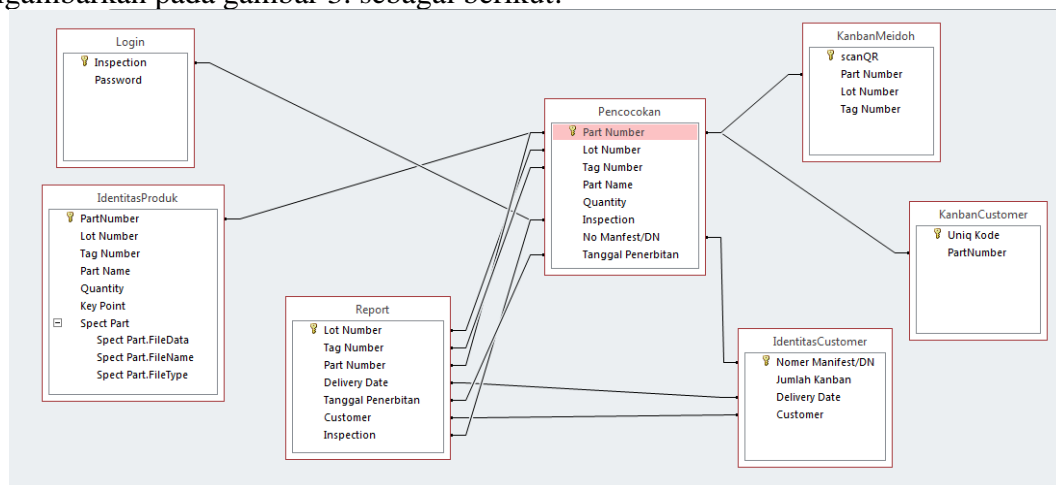 ngambarkan pada gambar 3. sebagai berikut:
Login
Inspection
Password
IdentitasProduk
PartNumber
Lot Number
Tag Number
Part Name
Quantity
Key Point
Spect Part
Spect Part.FileData
Spect Part.FileName
Spect Part.FileType
Report
Lot Number
Tag Number
Part Number
Delivery Date
Tanggal Penerbitan
Customer
Inspection
Pencocokan
Part Number
Lot Number
Tag Number
Part Name
Quantity
Inspection
No Manfest/DN
Tanggal Penerbitan
KanbanMeidoh
scanQR
Part Number
Lot Number
Tag Number
KanbanCustomer
Uniq Kode
PartNumber
IdentitasCustomer
Nomer Manifest/DN
Jumlah Kanban
Delivery Date
Customer